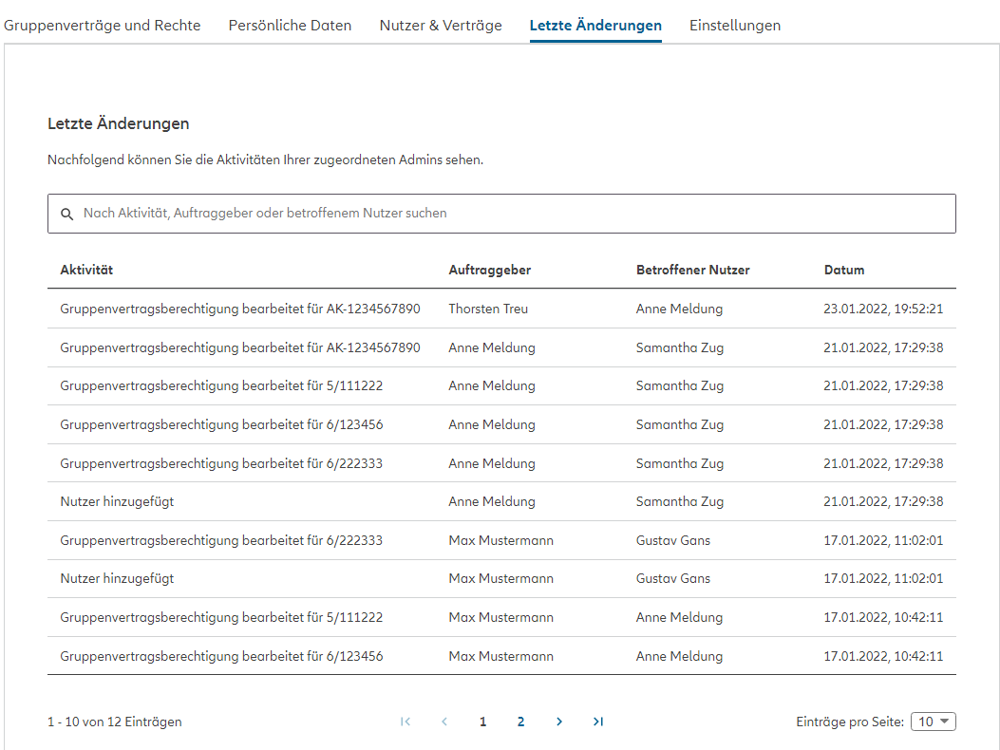 Gruppenverträge und Rechte Persönliche Daten Nutzer & Verträge Letzte Änderungen Einstellungen
Letzte Änderungen
Nachfolgend können Sie die Aktivitäten Ihrer zugeordneten Admins sehen.
Nach Aktivität, Auftraggeber oder betroffenem Nutzer suchen
Aktivität Auftraggeber Betroffener Nutzer Datum
Gruppenvertragsberechtigung bearbeitet für AK-1234567890 Thorsten Treu Anne Meldung 23.01.2022, 19:52:21
Gruppenvertragsberechtigung bearbeitet für AK-1234567890 Anne Meldung Samantha Zug 21.01.2022, 17:29:38
Gruppenvertragsberechtigung bearbeitet für 5/111222 Anne Meldung Samantha Zug 21.01.2022, 17:29:38
Gruppenvertragsberechtigung bearbeitet für 6/123456 Anne Meldung Samantha Zug 21.01.2022, 17:29:38
Gruppenvertragsberechtigung bearbeitet für 6/222333 Anne Meldung Samantha Zug 21.01.2022, 17:29:38
Nutzer hinzugefügt Anne Meldung Samantha Zug 21.01.2022, 17:29:38
Gruppenvertragsberechtigung bearbeitet für 6/222333 Max Mustermann Gustav Gans 17.01.2022, 11:02:01
Nutzer hinzugefügt Max Mustermann Gustav Gans 17.01.2022, 11:02:01
Gruppenvertragsberechtigung bearbeitet für 5/111222 Max Mustermann Anne Meldung 17.01.2022, 10:42:11
Gruppenvertragsberechtigung bearbeitet für 6/123456 Max Mustermann Anne Meldung 17.01.2022, 10:42:11
1 - 10 von 12 Einträgen 1 2 Einträge pro Seite: 10